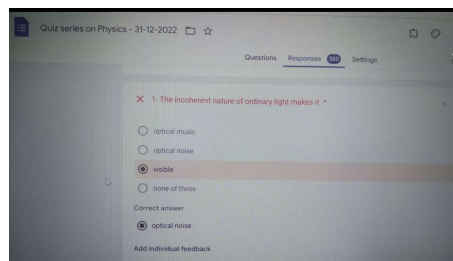 Quiz series on Physics - 31-12-2022
Questions Responses 580 Settings
1. The incoherent nature of ordinary light makes it *
optical music
optical noise
visible
none of these
Correct answer
optical noise
Add individual feedback